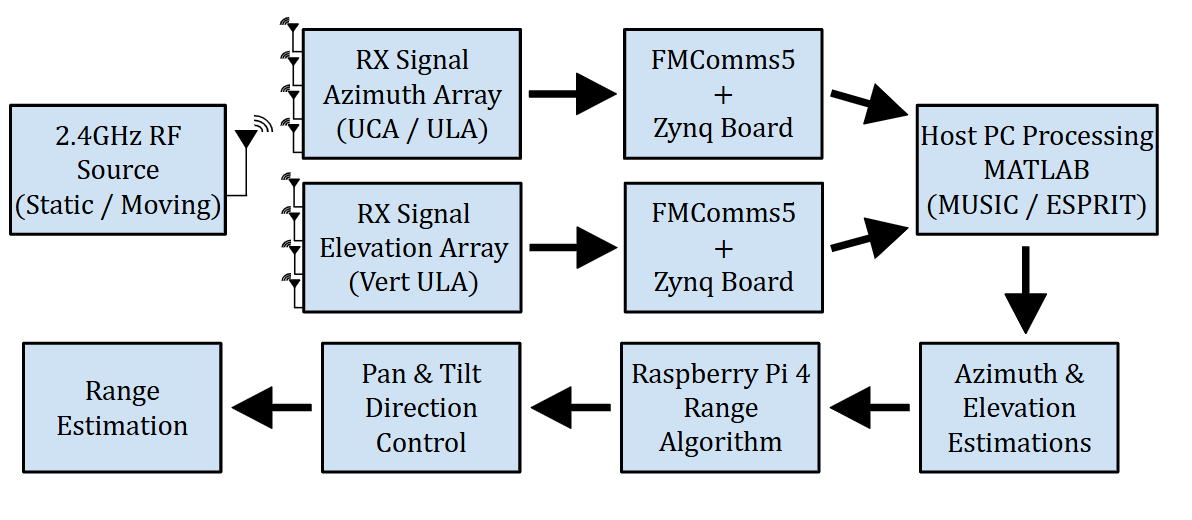 2.4GHz RF
Source
(Static / Moving)
RX Signal
Azimuth Array
(UCA / ULA)
FMComms5
+
Zynq Board
RX Signal
Elevation Array
(Vert ULA)
FMComms5
+
Zynq Board
Host PC Processing
MATLAB
(MUSIC / ESPRIT)
Azimuth &
Elevation
Estimations
Raspberry Pi 4
Range
Algorithm
Pan & Tilt
Direction
Control
Range
Estimation